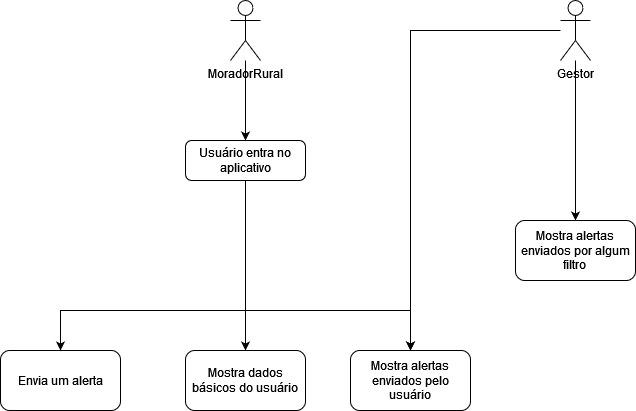 MoradorRural
Gestor
Usuário entra no
aplicativo
Mostra alertas
enviados por algum
filtro
Envia um alerta
Mostra dados
básicos do usuário
Mostra alertas
enviados pelo
usuário